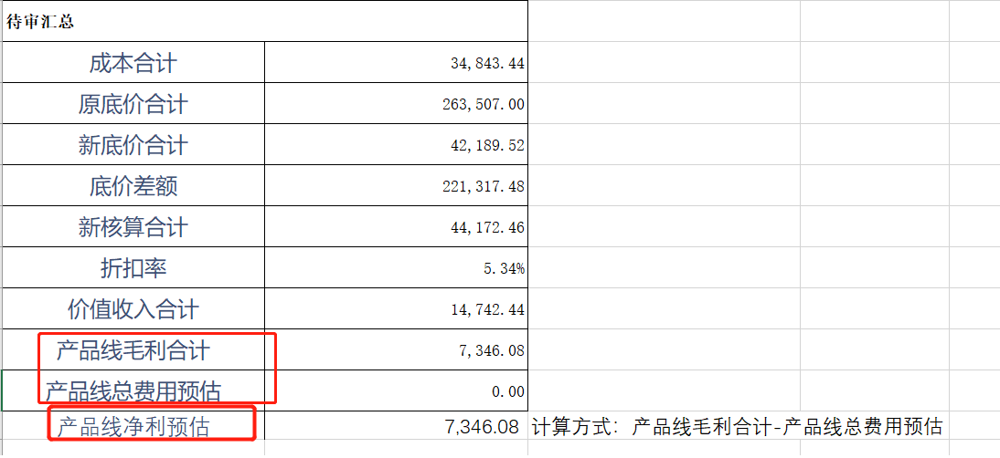 待审汇总
成本合计 34,843.44
原底价合计 263,507.00
新底价合计 42,189.52
底价差额 221,317.48
新核算合计 44,172.46
折扣率 5.34%
价值收入合计 14,742.44
产品线毛利合计 7,346.08
产品线总费用预估 0.00
产品线净利预估 7,346.08 计算方式：产品线毛利合计-产品线总费用预估